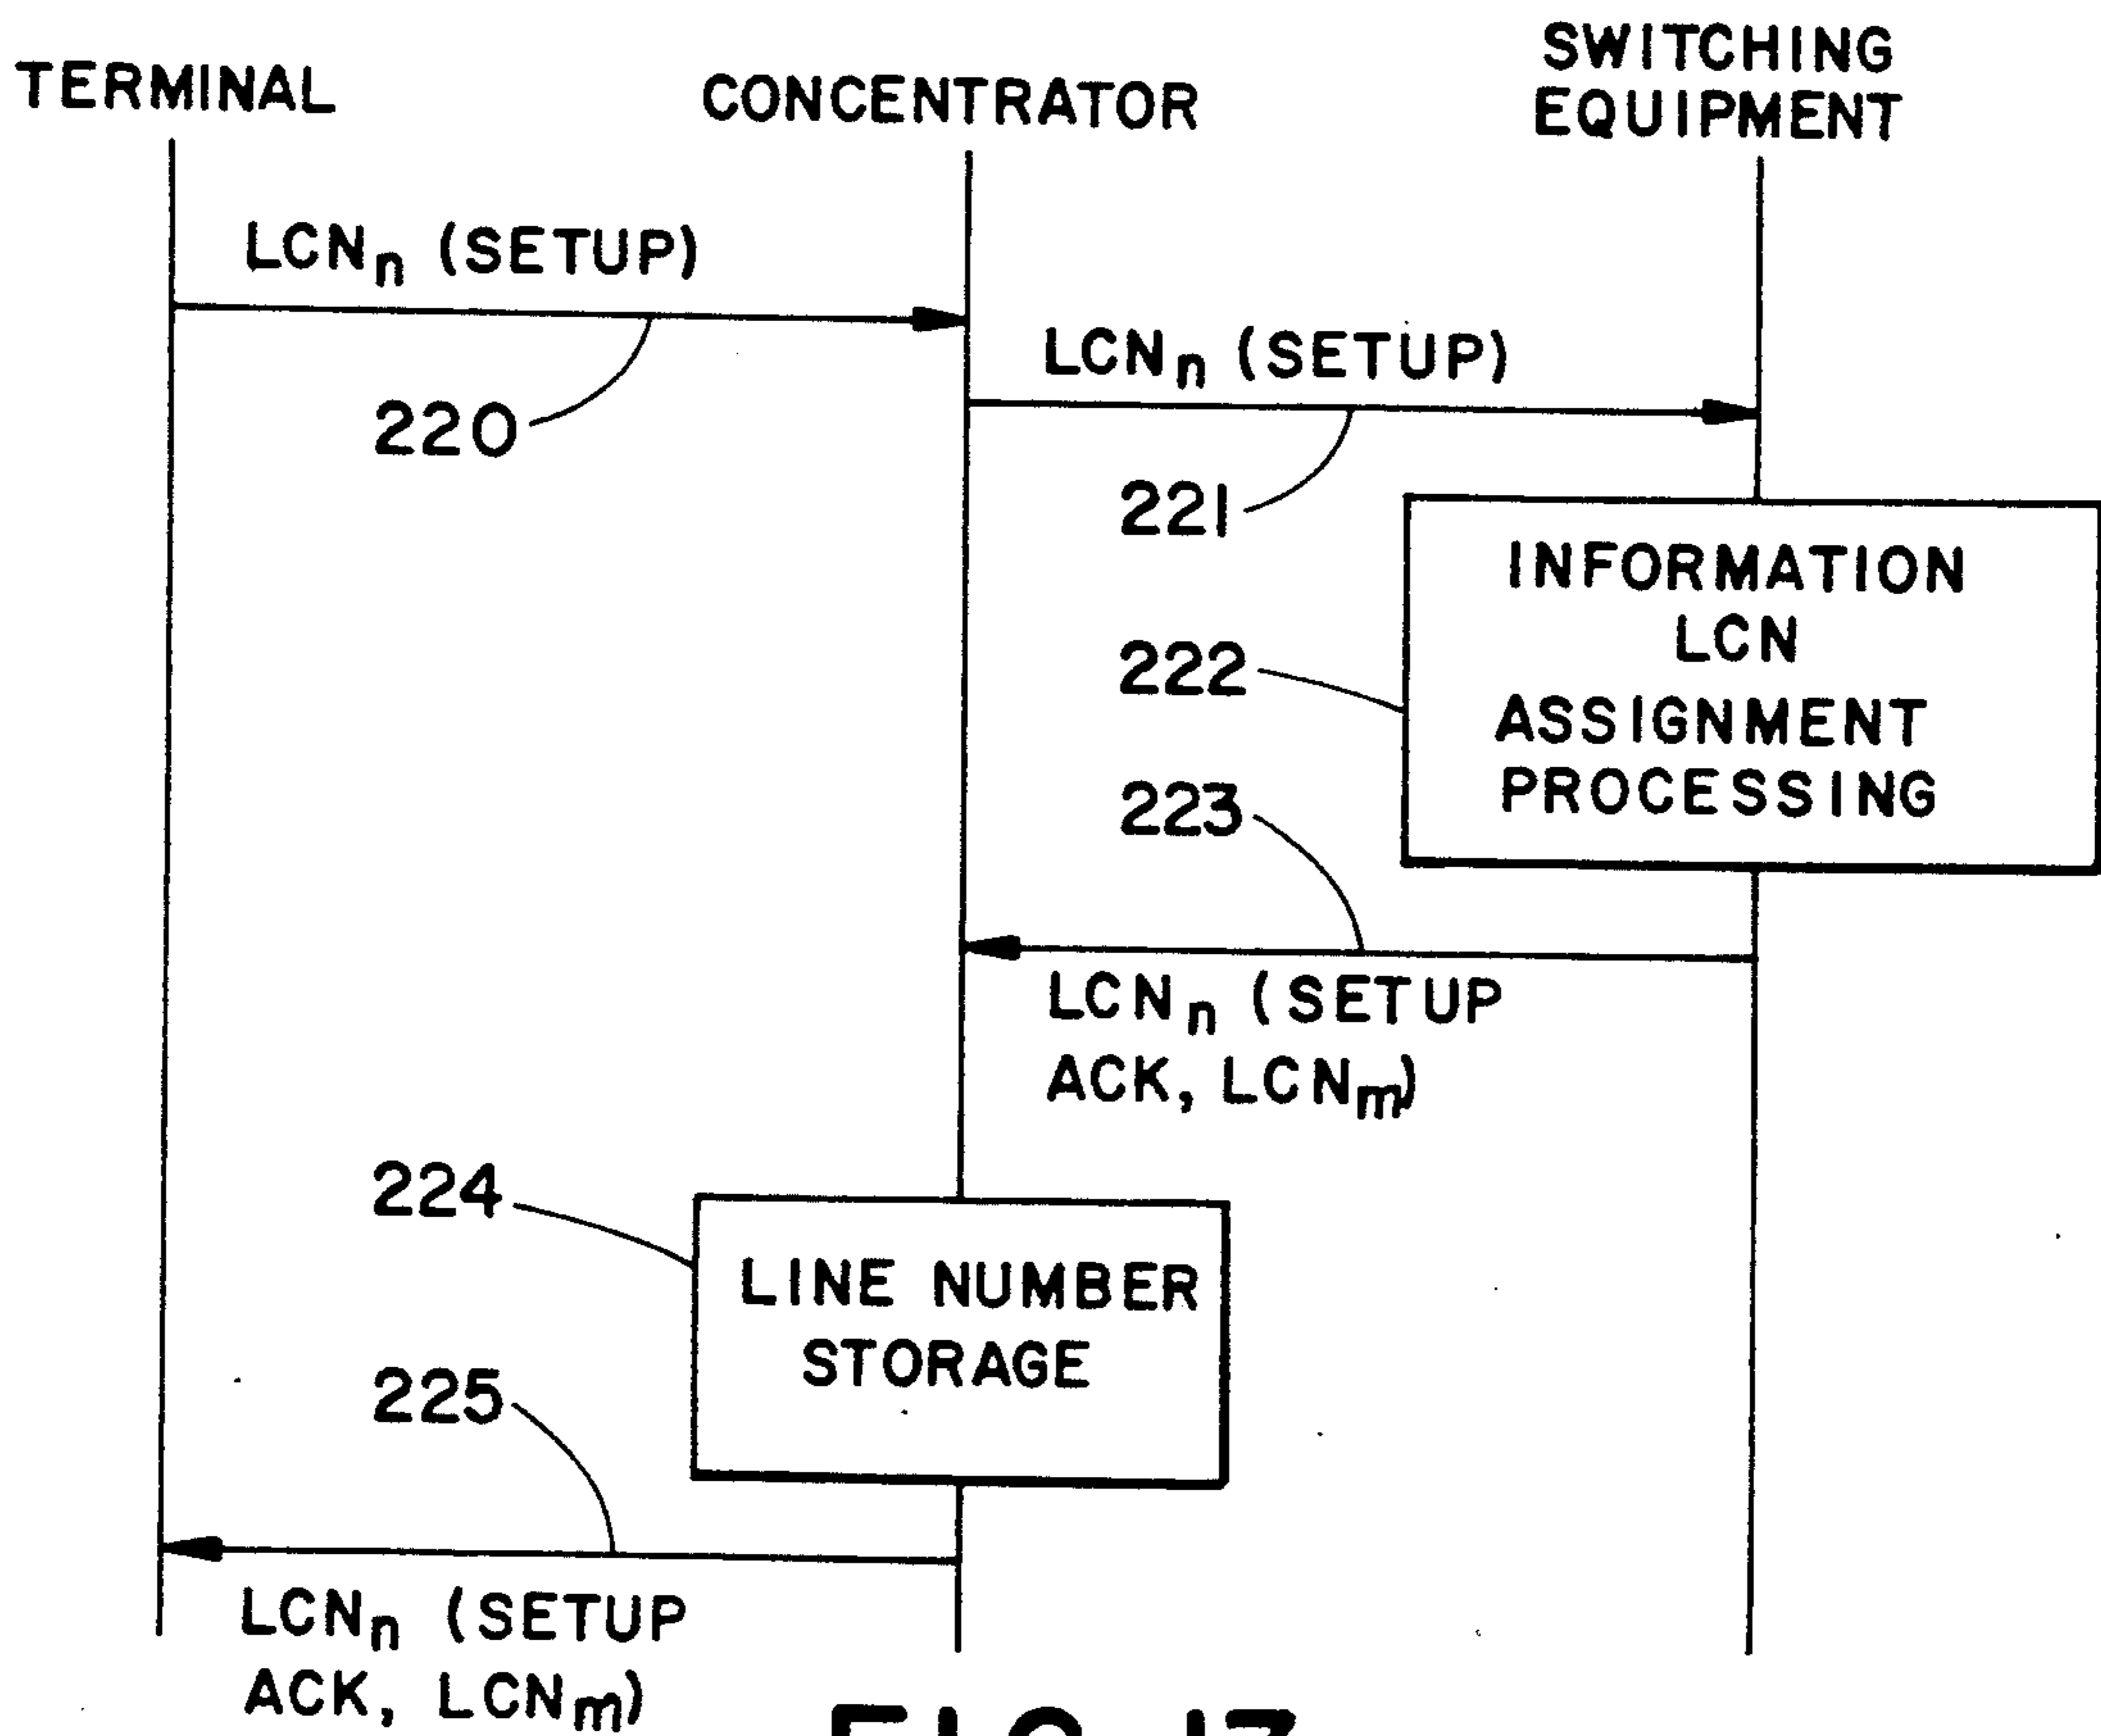 TERMINAL
CONCENTRATOR
SWITCHING
EQUIPMENT
LCNn (SETUP)
220
LCNn (SETUP)
221
INFORMATION
LCN
ASSIGNMENT
PROCESSING
222
223
LCNn (SETUP
ACK, LCNm)
224
LINE NUMBER
STORAGE
225
LCNn (SETUP
ACK, LCNm)